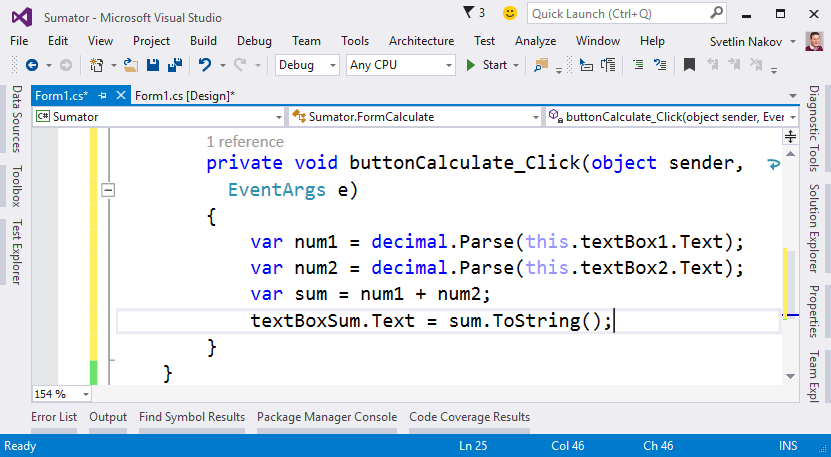 Sumator - Microsoft Visual Studio
3
Quick Launch (Ctrl+Q)
File Edit View Project Build Debug Team Tools Architecture Test Analyze Window Help Svetlin Nakov
Debug Any CPU Start
Form1.cs* Form1.cs [Design]*
C# Sumator Sumator.FormCalculate buttonCalculate_Click(object sender, Ever
Data Sources
Toolbox
Test Explorer
1 reference
private void buttonCalculate_Click(object sender,
EventArgs e)
{
var num1 = decimal.Parse(this.textBox1.Text);
var num2 = decimal.Parse(this.textBox2.Text);
var sum = num1 + num2;
textBoxSum.Text = sum.ToString();
}
}
Diagnostic Tools
Solution Explorer
Properties
Team Expl
154 %
Error List Output Find Symbol Results Package Manager Console Code Coverage Results
Ready Ln 25 Col 46 Ch 46 INS